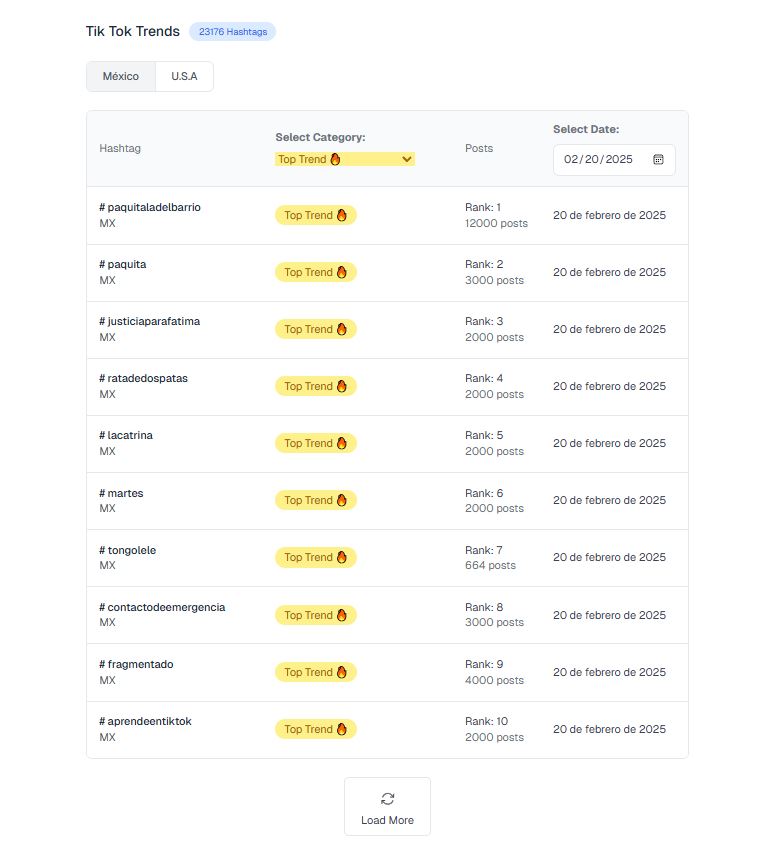 Tik Tok Trends 23176 Hashtags
México U.S.A
Hashtag Select Category: Top Trend 🔥 Posts Select Date: 02/20/2025
# paquitaladelbarrio Top Trend 🔥 Rank: 1 20 de febrero de 2025
MX 12000 posts
# paquita Top Trend 🔥 Rank: 2 20 de febrero de 2025
MX 3000 posts
# justiciaparafatima Top Trend 🔥 Rank: 3 20 de febrero de 2025
MX 2000 posts
# ratadedospatas Top Trend 🔥 Rank: 4 20 de febrero de 2025
MX 2000 posts
# lacatrina Top Trend 🔥 Rank: 5 20 de febrero de 2025
MX 2000 posts
# martes Top Trend 🔥 Rank: 6 20 de febrero de 2025
MX 2000 posts
# tongolele Top Trend 🔥 Rank: 7 20 de febrero de 2025
MX 664 posts
# contactodeemergencia Top Trend 🔥 Rank: 8 20 de febrero de 2025
MX 3000 posts
# fragmentado Top Trend 🔥 Rank: 9 20 de febrero de 2025
MX 4000 posts
# aprendeentiktok Top Trend 🔥 Rank: 10 20 de febrero de 2025
MX 2000 posts
Load More